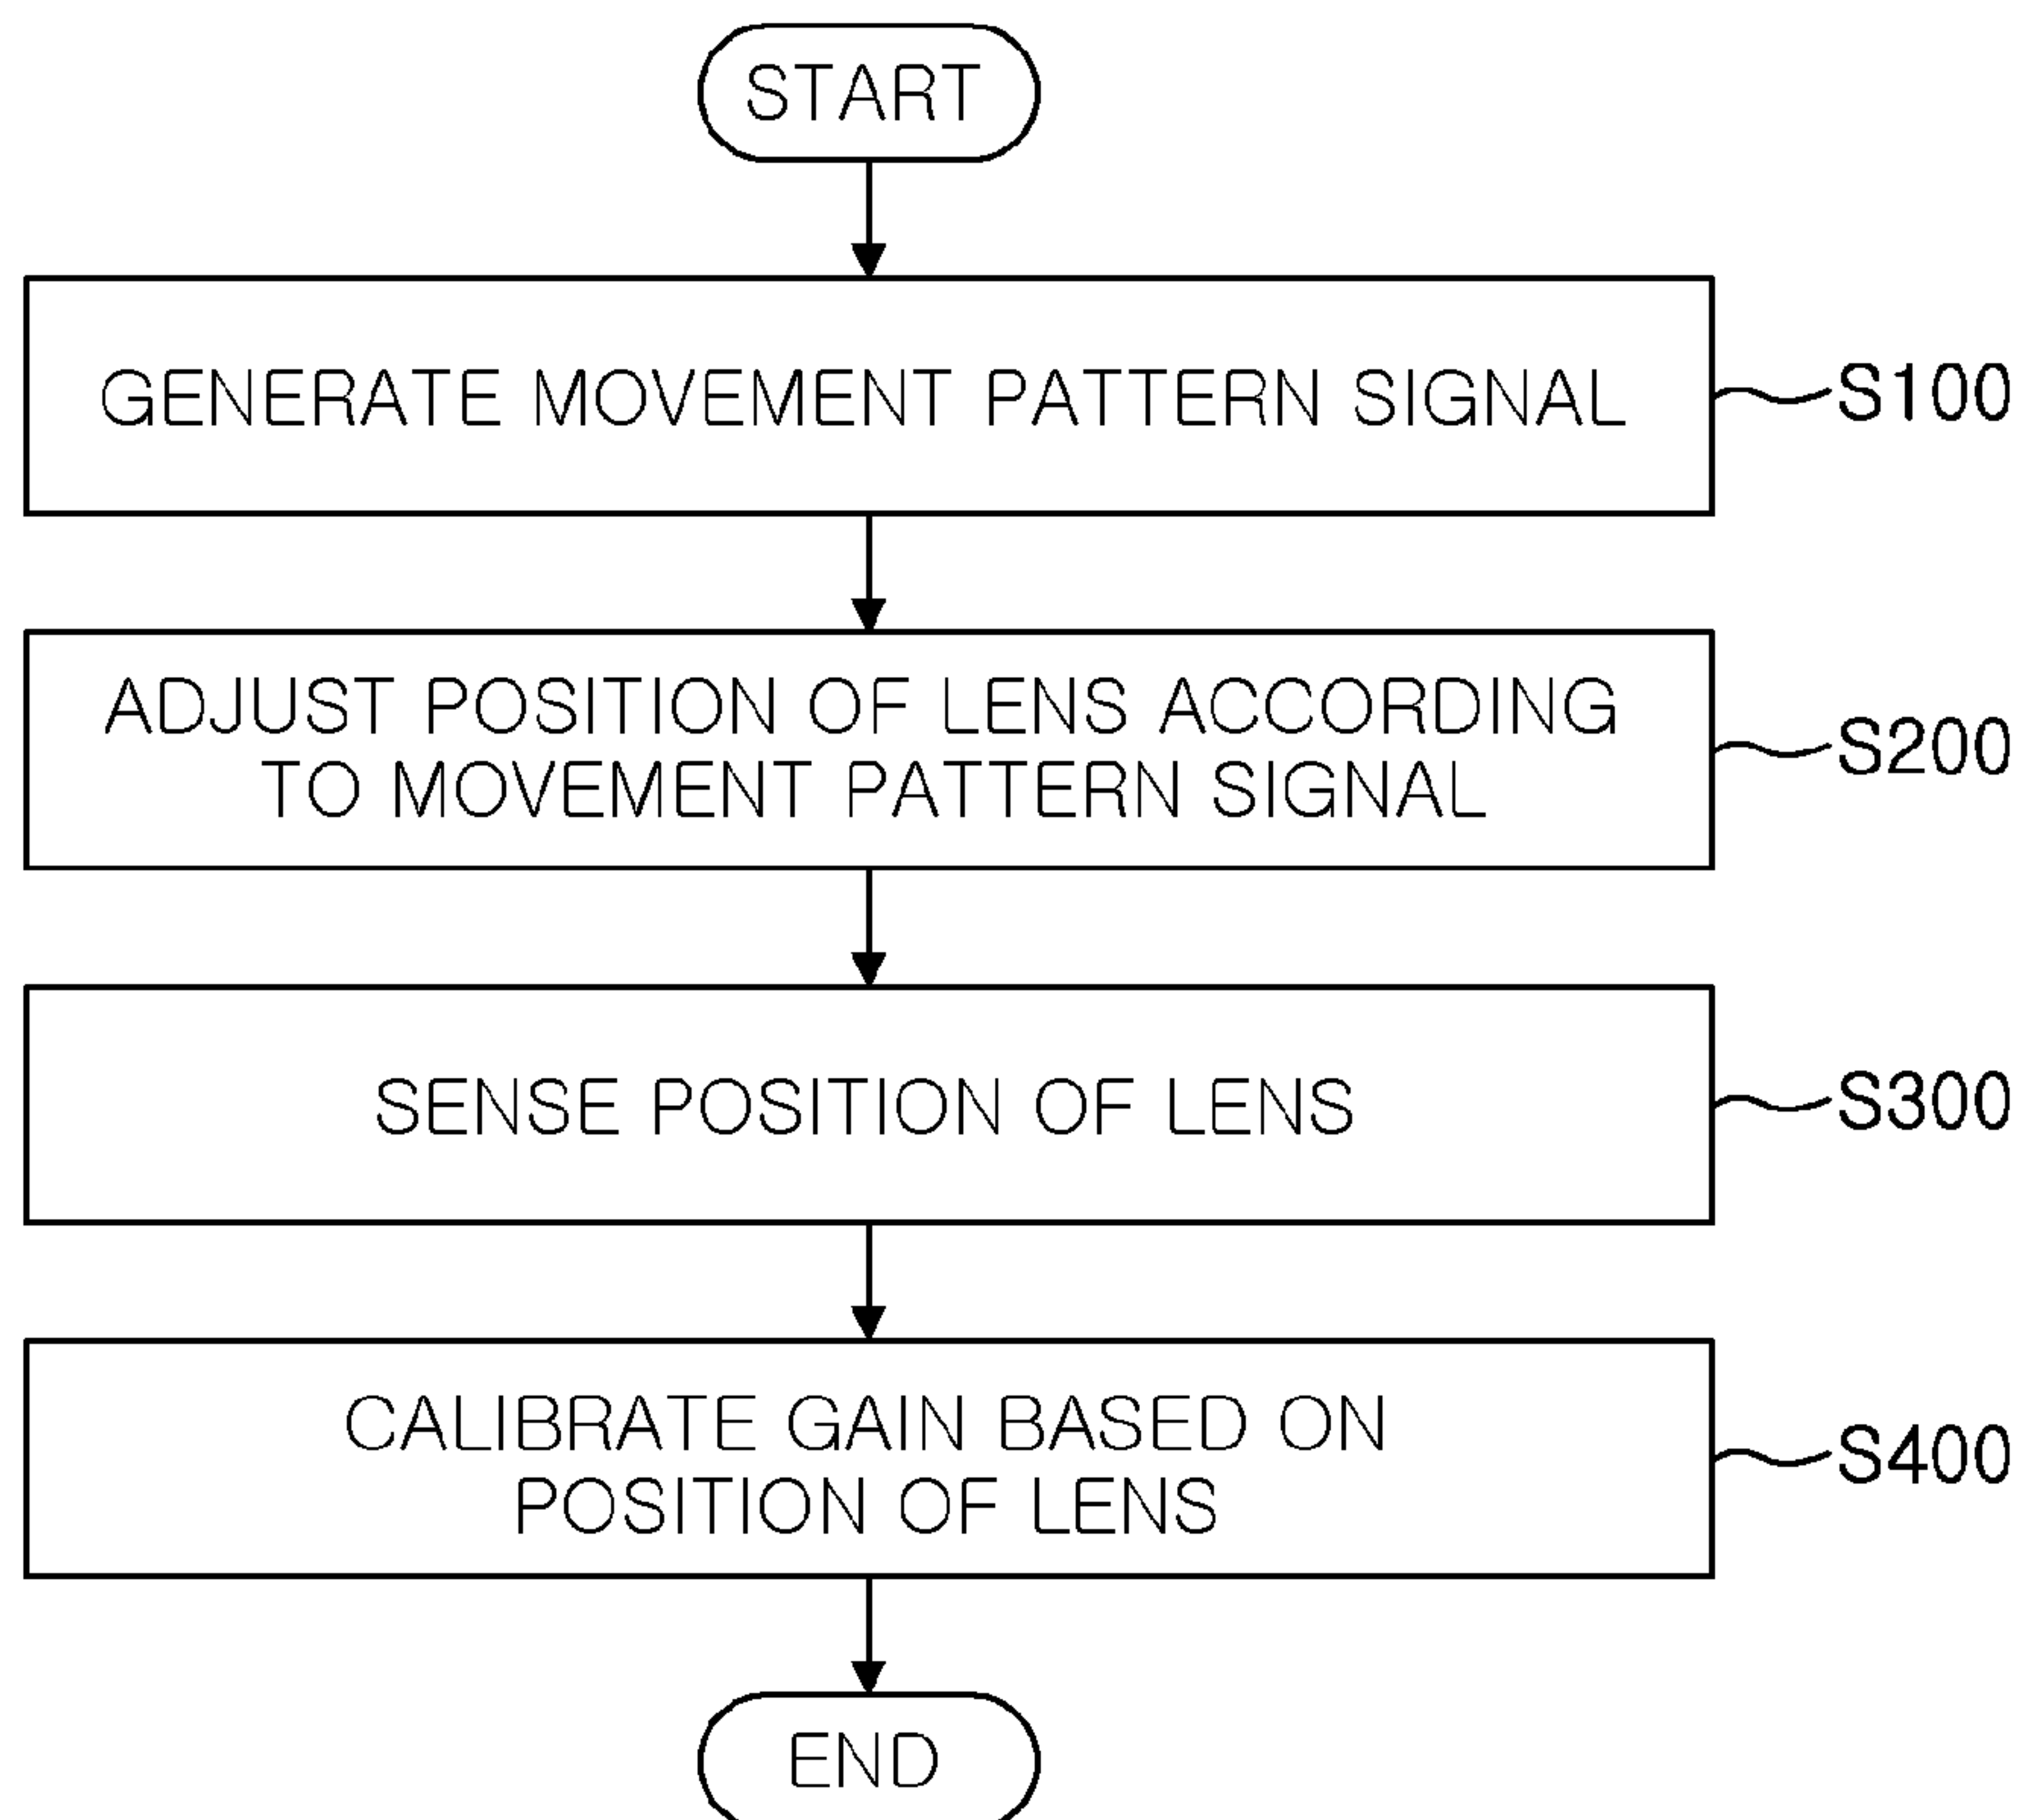 START
GENERATE MOVEMENT PATTERN SIGNAL
S100
ADJUST POSITION OF LENS ACCORDING
TO MOVEMENT PATTERN SIGNAL
S200
SENSE POSITION OF LENS
S300
CALIBRATE GAIN BASED ON
POSITION OF LENS
S400
END